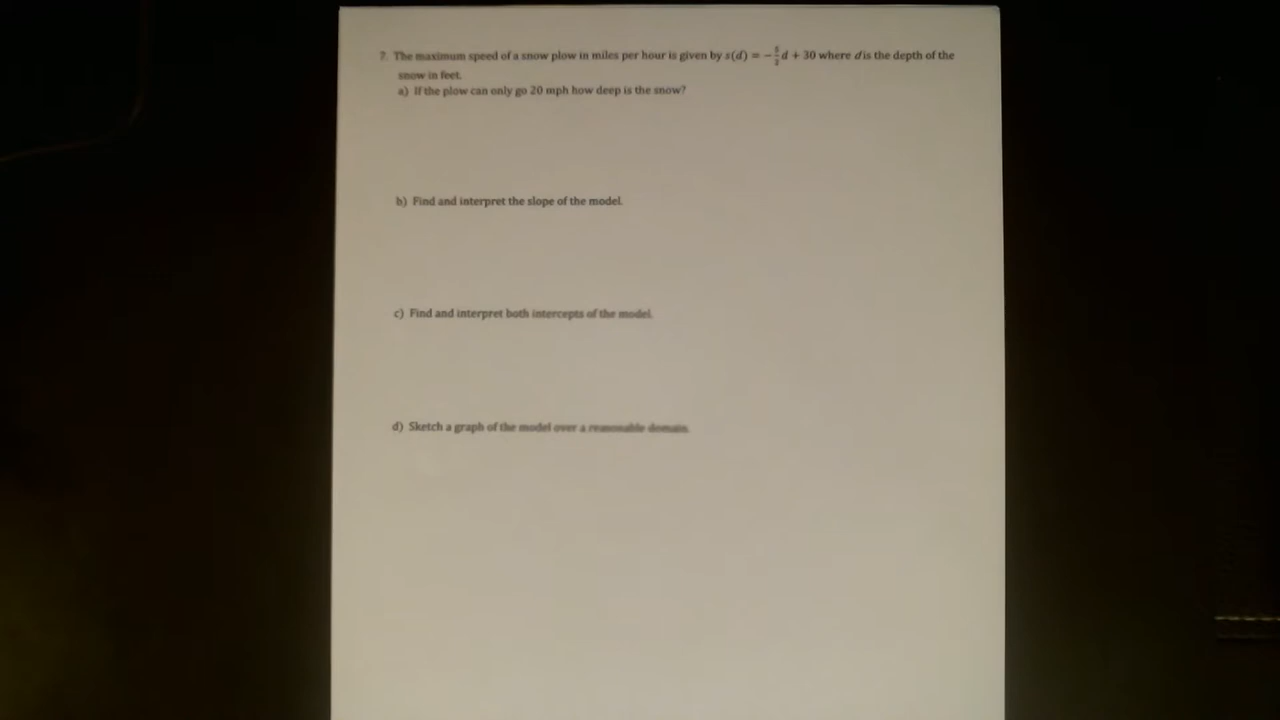 7. The maximum speed of a snow plow in miles per hour is given by s(d) = −5/2 d + 30 where d is the depth of the
snow in feet.
a) If the plow can only go 20 mph how deep is the snow?
b) Find and interpret the slope of the model.
c) Find and interpret both intercepts of the model.
d) Sketch a graph of the model over a reasonable domain.